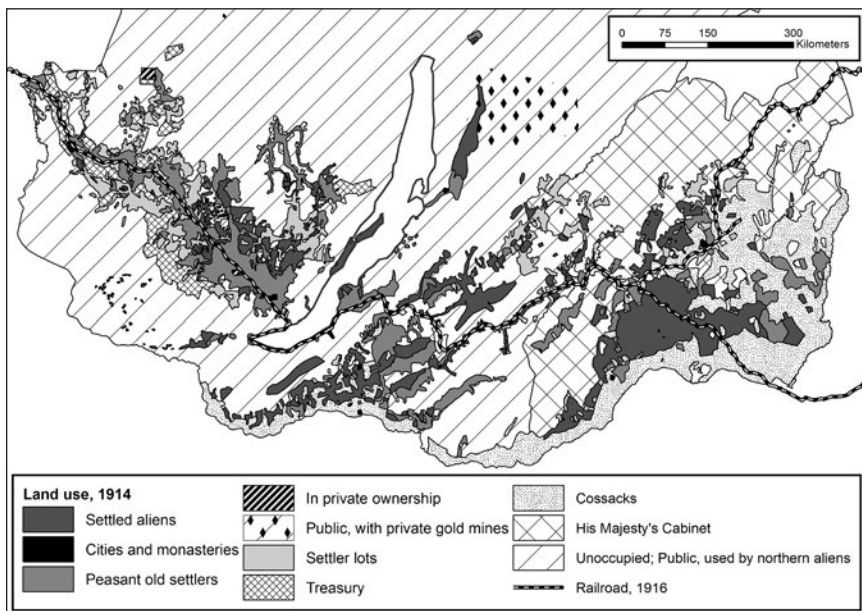 0 75 150 300
Kilometers
Land use, 1914
Settled aliens
Cities and monasteries
Peasant old settlers
In private ownership
Public, with private gold mines
Settler lots
Treasury
Cossacks
His Majesty's Cabinet
Unoccupied; Public, used by northern aliens
Railroad, 1916